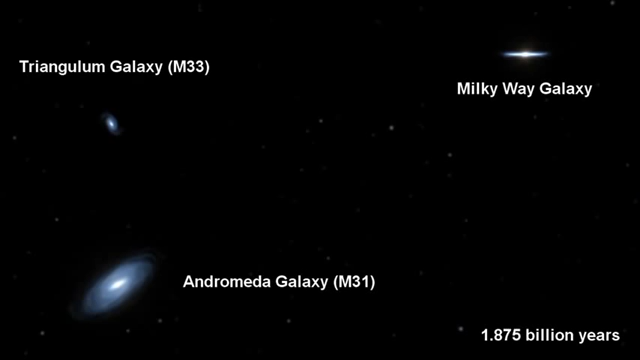 Triangulum Galaxy (M33)
Milky Way Galaxy
Andromeda Galaxy (M31)
1.875 billion years